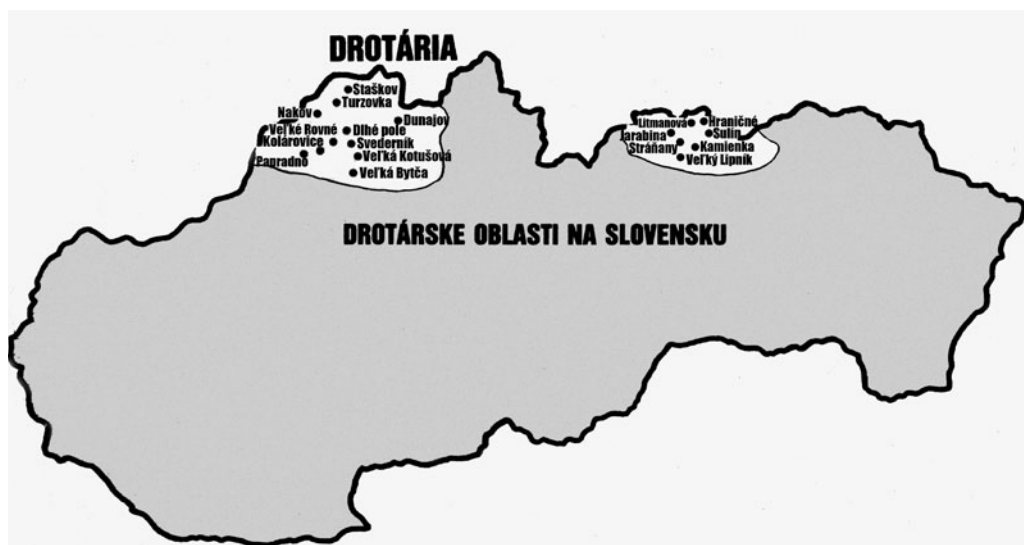 DROTÁRIA
Staškov
Turzovka
Nakov
Dunajov
Veľké Rovné
Dlhé pole
Kolárovice
Svederník
Papradno
Veľká Kotušová
Veľká Bytča
Litmanová
Hraničné
Jarabina
Sulín
Stráňany
Kamienka
Veľký Lipník
DROTÁRSKE OBLASTI NA SLOVENSKU